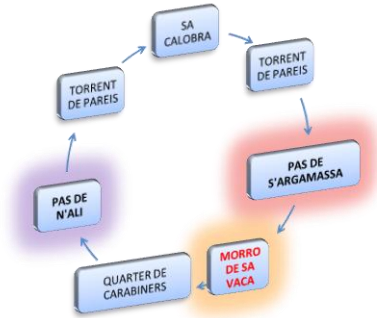 SA
CALOBRA
TORRENT
DE PAREIS
PAS DE
S'ARGAMASSA
MORRO
DE SA
VACA
QUARTER DE
CARABINERS
PAS DE
N'ALI
TORRENT
DE PAREIS